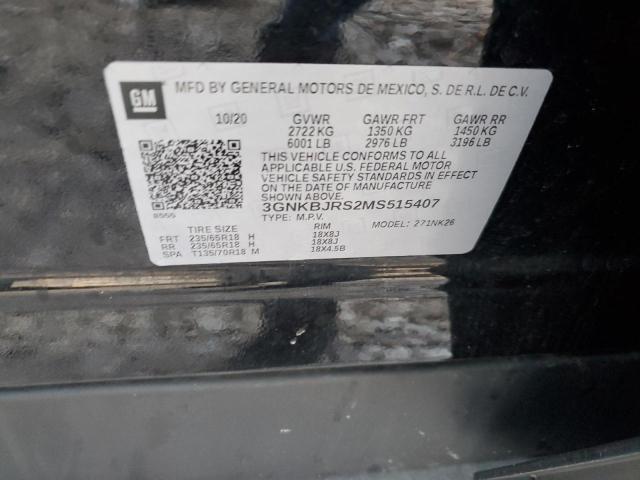 GM
MFD BY GENERAL MOTORS DE MEXICO, S. DE R.L. DE C.V.
10/20 GVWR GAWR FRT GAWR RR
2722 KG 1350 KG 1450 KG
6001 LB 2976 LB 3196 LB
THIS VEHICLE CONFORMS TO ALL
APPLICABLE U.S. FEDERAL MOTOR
VEHICLE SAFETY STANDARDS IN
EFFECT ON THE DATE OF
MANUFACTURE SHOWN ABOVE.
3GNKBJRS2MS515407
TYPE: M.P.V. MODEL: 271NK26
TIRE SIZE RIM
FRT 235/65R18 H 18X8J
RR 235/65R18 H 18X8J
SPA T135/70R18 M 18X4.5B